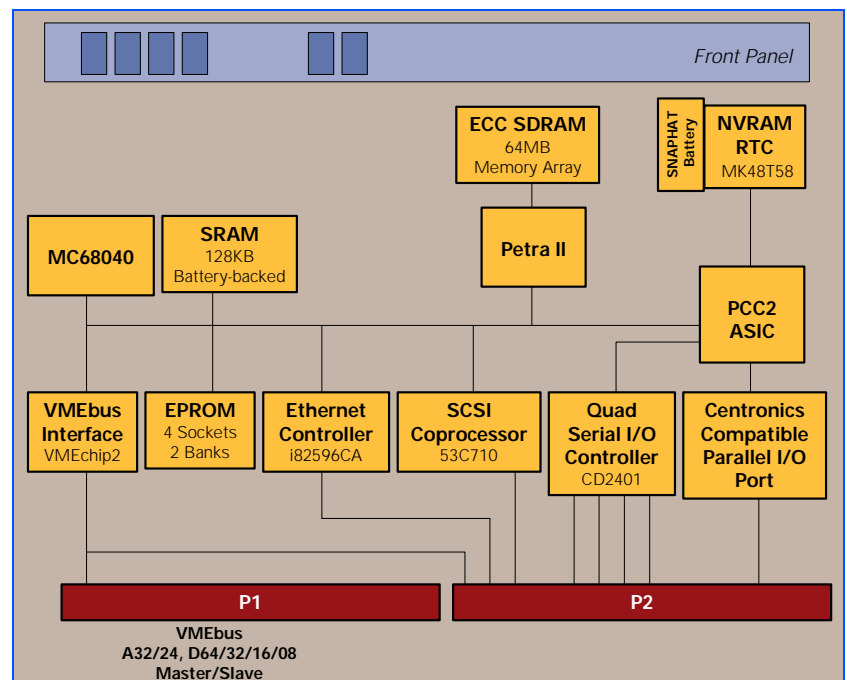 Front Panel
ECC SDRAM
64MB
Memory Array
SNAPHAT
Battery
NVRAM
RTC
MK48T58
MC68040
SRAM
128KB
Battery-backed
Petra II
PCC2
ASIC
VMEbus
Interface
VMEchip2
EPROM
4 Sockets
2 Banks
Ethernet
Controller
i82596CA
SCSI
Coprocessor
53C710
Quad
Serial I/O
Controller
CD2401
Centronics
Compatible
Parallel I/O
Port
P1
P2
VMEbus
A32/24, D64/32/16/08
Master/Slave